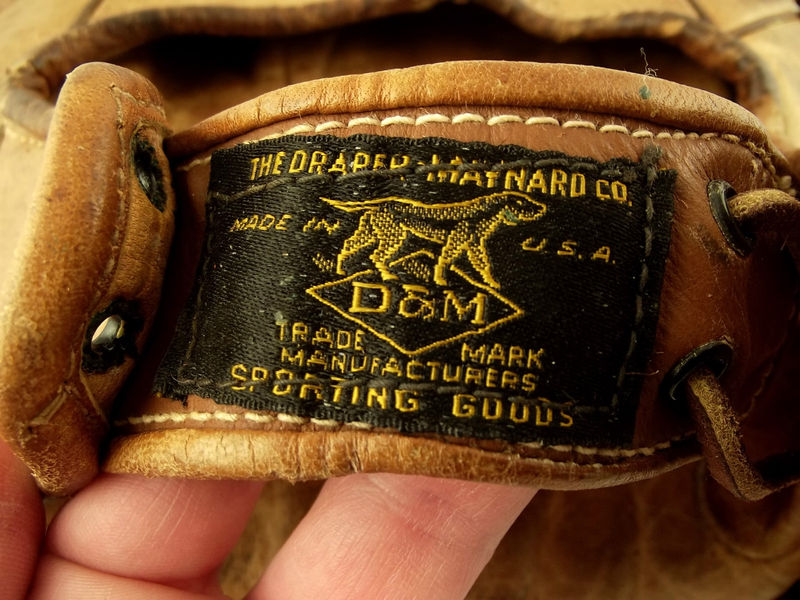 THE DRAPER-MAYNARD CO.
MADE IN U.S.A.
D&M
TRADE MARK
MANUFACTURERS
SPORTING GOODS